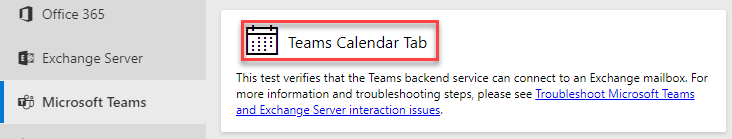 Office 365
Exchange Server
Microsoft Teams
Teams Calendar Tab
This test verifies that the Teams backend service can connect to an Exchange mailbox. For
more information and troubleshooting steps, please see Troubleshoot Microsoft Teams
and Exchange Server interaction issues.